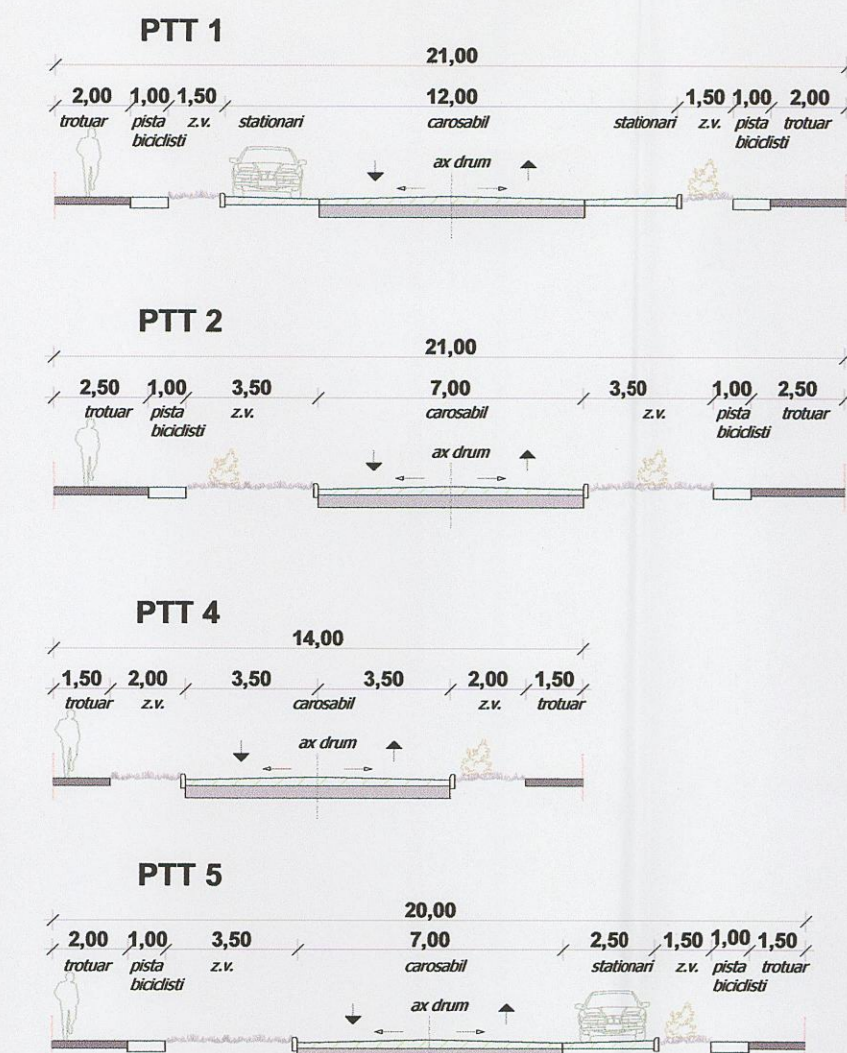 PTT 1
21,00
2,00 1,00 1,50 12,00 1,50 1,00 2,00
trotuar pista z.v. stationari carosabil stationari z.v. pista trotuar
biciclisti biciclisti
ax drum
PTT 2
21,00
2,50 1,00 3,50 7,00 3,50 1,00 2,50
trotuar pista z.v. carosabil z.v. pista trotuar
biciclisti biciclisti
ax drum
PTT 4
14,00
1,50 2,00 3,50 3,50 2,00 1,50
trotuar z.v. carosabil z.v. trotuar
ax drum
PTT 5
20,00
2,00 1,00 3,50 7,00 2,50 1,50 1,00 1,50
trotuar pista z.v. carosabil stationari z.v. pista trotuar
biciclisti biciclisti
ax drum